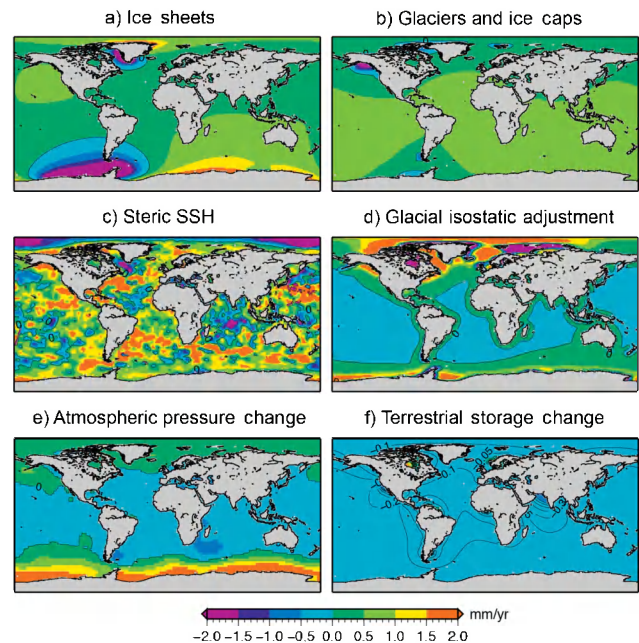 a) Ice sheets
b) Glaciers and ice caps
c) Steric SSH
d) Glacial isostatic adjustment
e) Atmospheric pressure change
f) Terrestrial storage change
mm/yr
-2.0 -1.5 -1.0 -0.5 0.0 0.5 1.0 1.5 2.0